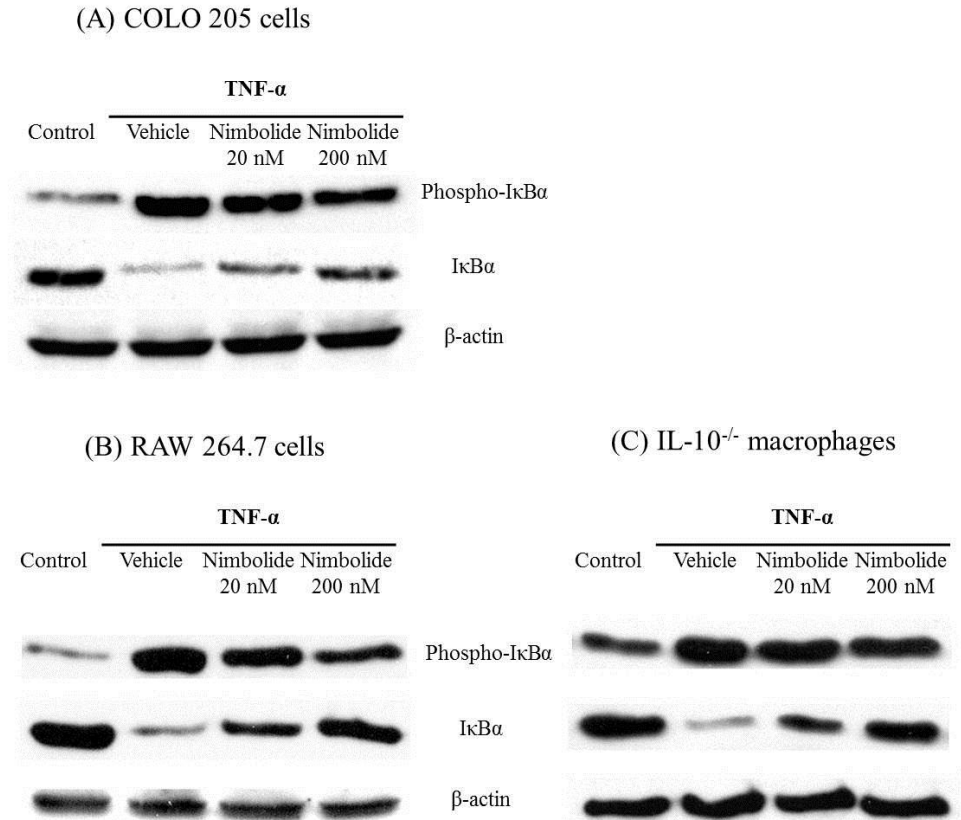 (A) COLO 205 cells
TNF-α
Control Vehicle Nimbolide Nimbolide
20 nM 200 nM
Phospho-IκBα
IκBα
β-actin
(B) RAW 264.7 cells
TNF-α
Control Vehicle Nimbolide Nimbolide
20 nM 200 nM
Phospho-IκBα
IκBα
β-actin
(C) IL-10-/- macrophages
TNF-α
Control Vehicle Nimbolide Nimbolide
20 nM 200 nM